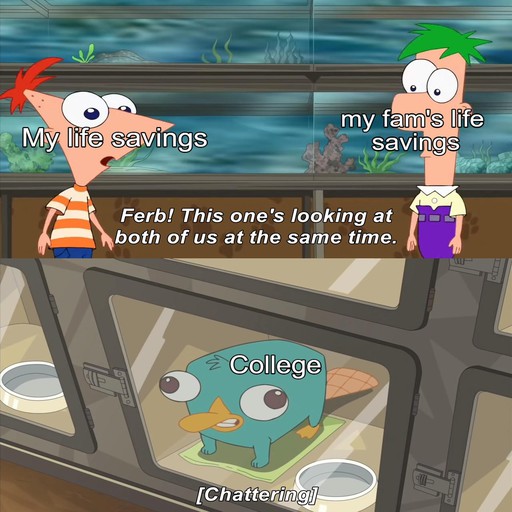 My life savings
my fam's life
savings
Ferb! This one's looking at
both of us at the same time.
College
[Chattering]